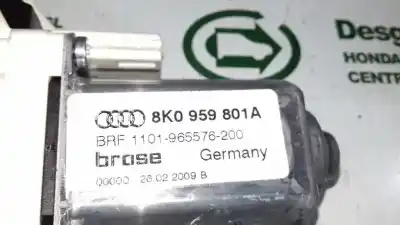 8K0 959 801A
BRF 1101-965576-200
brose Germany
00000 26.02.2009 B
Desg
HONDA
CENTR